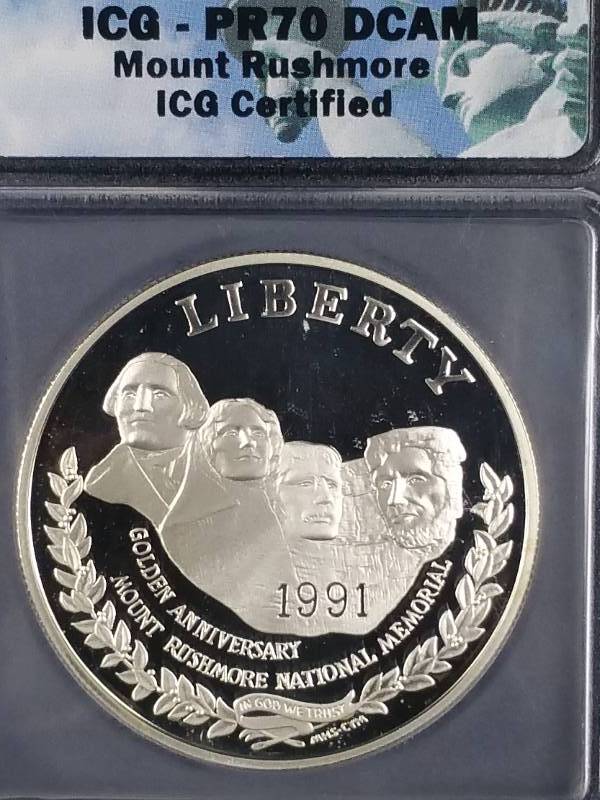 ICG - PR70 DCAM
Mount Rushmore
ICG Certified
LIBERTY
1991
GOLDEN ANNIVERSARY
MOUNT RUSHMORE NATIONAL MEMORIAL
IN GOD WE TRUST